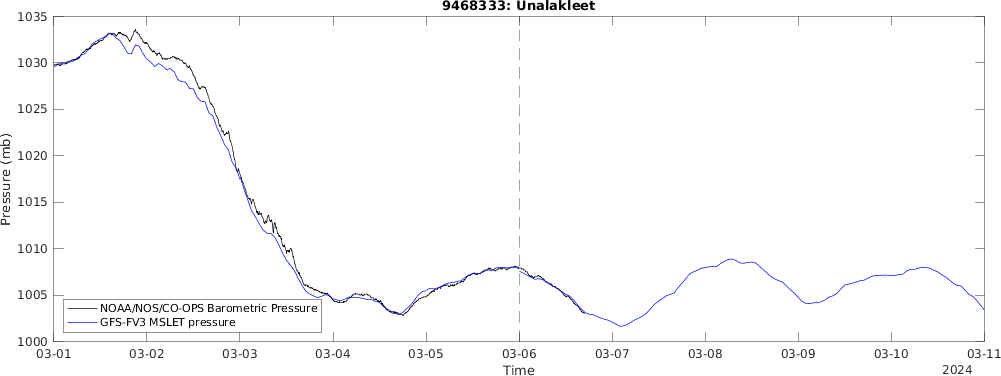 9468333: Unalakleet
1035
1030
1025
1020
1015
1010
1005
1000
Pressure (mb)
NOAA/NOS/CO-OPS Barometric Pressure
GFS-FV3 MSLET pressure
03-01 03-02 03-03 03-04 03-05 03-06 03-07 03-08 03-09 03-10 03-11
Time
2024